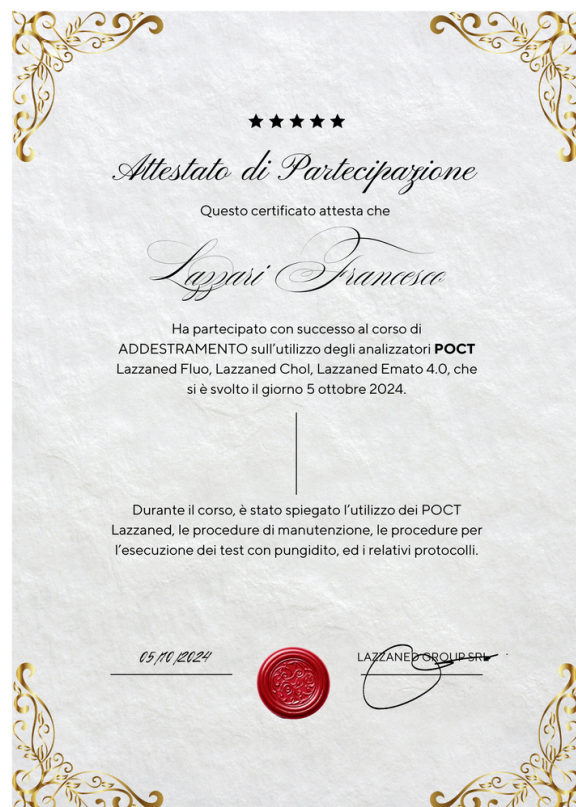 Attestato di Partecipazione
Questo certificato attesta che
Lazzari Francesco
Ha partecipato con successo al corso di
ADDESTRAMENTO sull'utilizzo degli analizzatori POCT
Lazzaned Fluo, Lazzaned Chol, Lazzaned Emato 4.0, che
si è svolto il giorno 5 ottobre 2024.
Durante il corso, è stato spiegato l'utilizzo dei POCT
Lazzaned, le procedure di manutenzione, le procedure per
l'esecuzione dei test con pungidito, ed i relativi protocolli.
05/10/2024
LAZZANED GROUP SRL